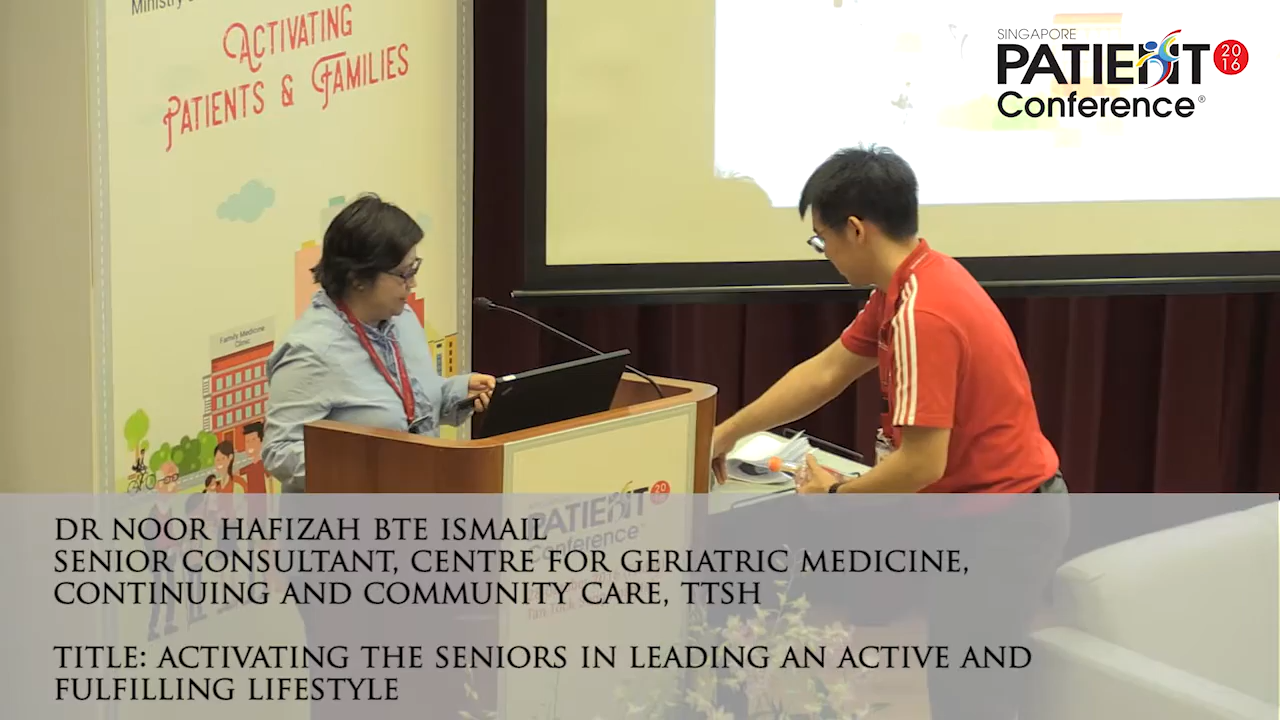 Ministry
ACTIVATING
PATIENTS & FAMILIES
SINGAPORE
PATIENT 2016
Conference®
Family Medicine
Clinic
PATIENT 20
Conference
DR NOOR HAFIZAH BTE ISMAIL
SENIOR CONSULTANT, CENTRE FOR GERIATRIC MEDICINE,
CONTINUING AND COMMUNITY CARE, TTSH
TITLE: ACTIVATING THE SENIORS IN LEADING AN ACTIVE AND
FULFILLING LIFESTYLE